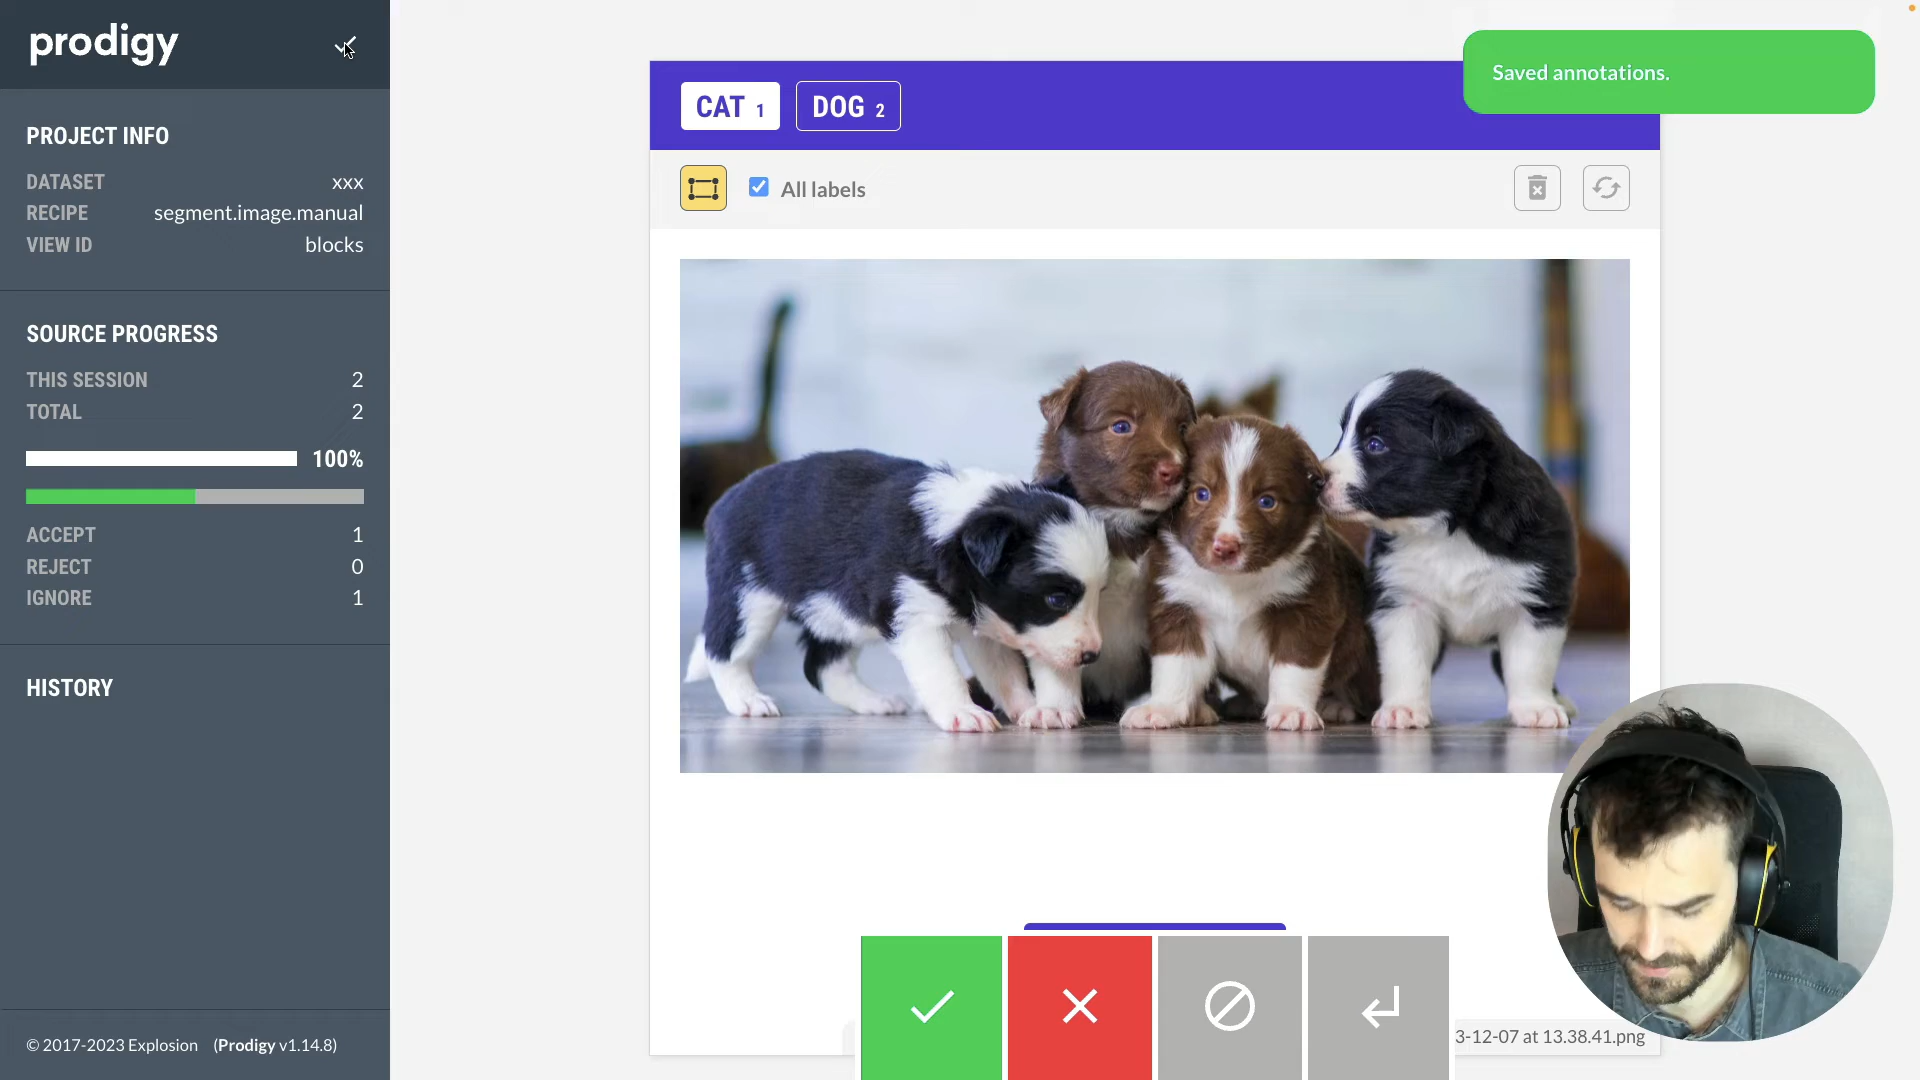 prodigy
PROJECT INFO
DATASET xxx
RECIPE segment.image.manual
VIEW ID blocks
SOURCE PROGRESS
THIS SESSION 2
TOTAL 2
100%
ACCEPT 1
REJECT 0
IGNORE 1
HISTORY
© 2017-2023 Explosion (Prodigy v1.14.8)
CAT 1 DOG 2
Saved annotations.
All labels
3-12-07 at 13.38.41.png